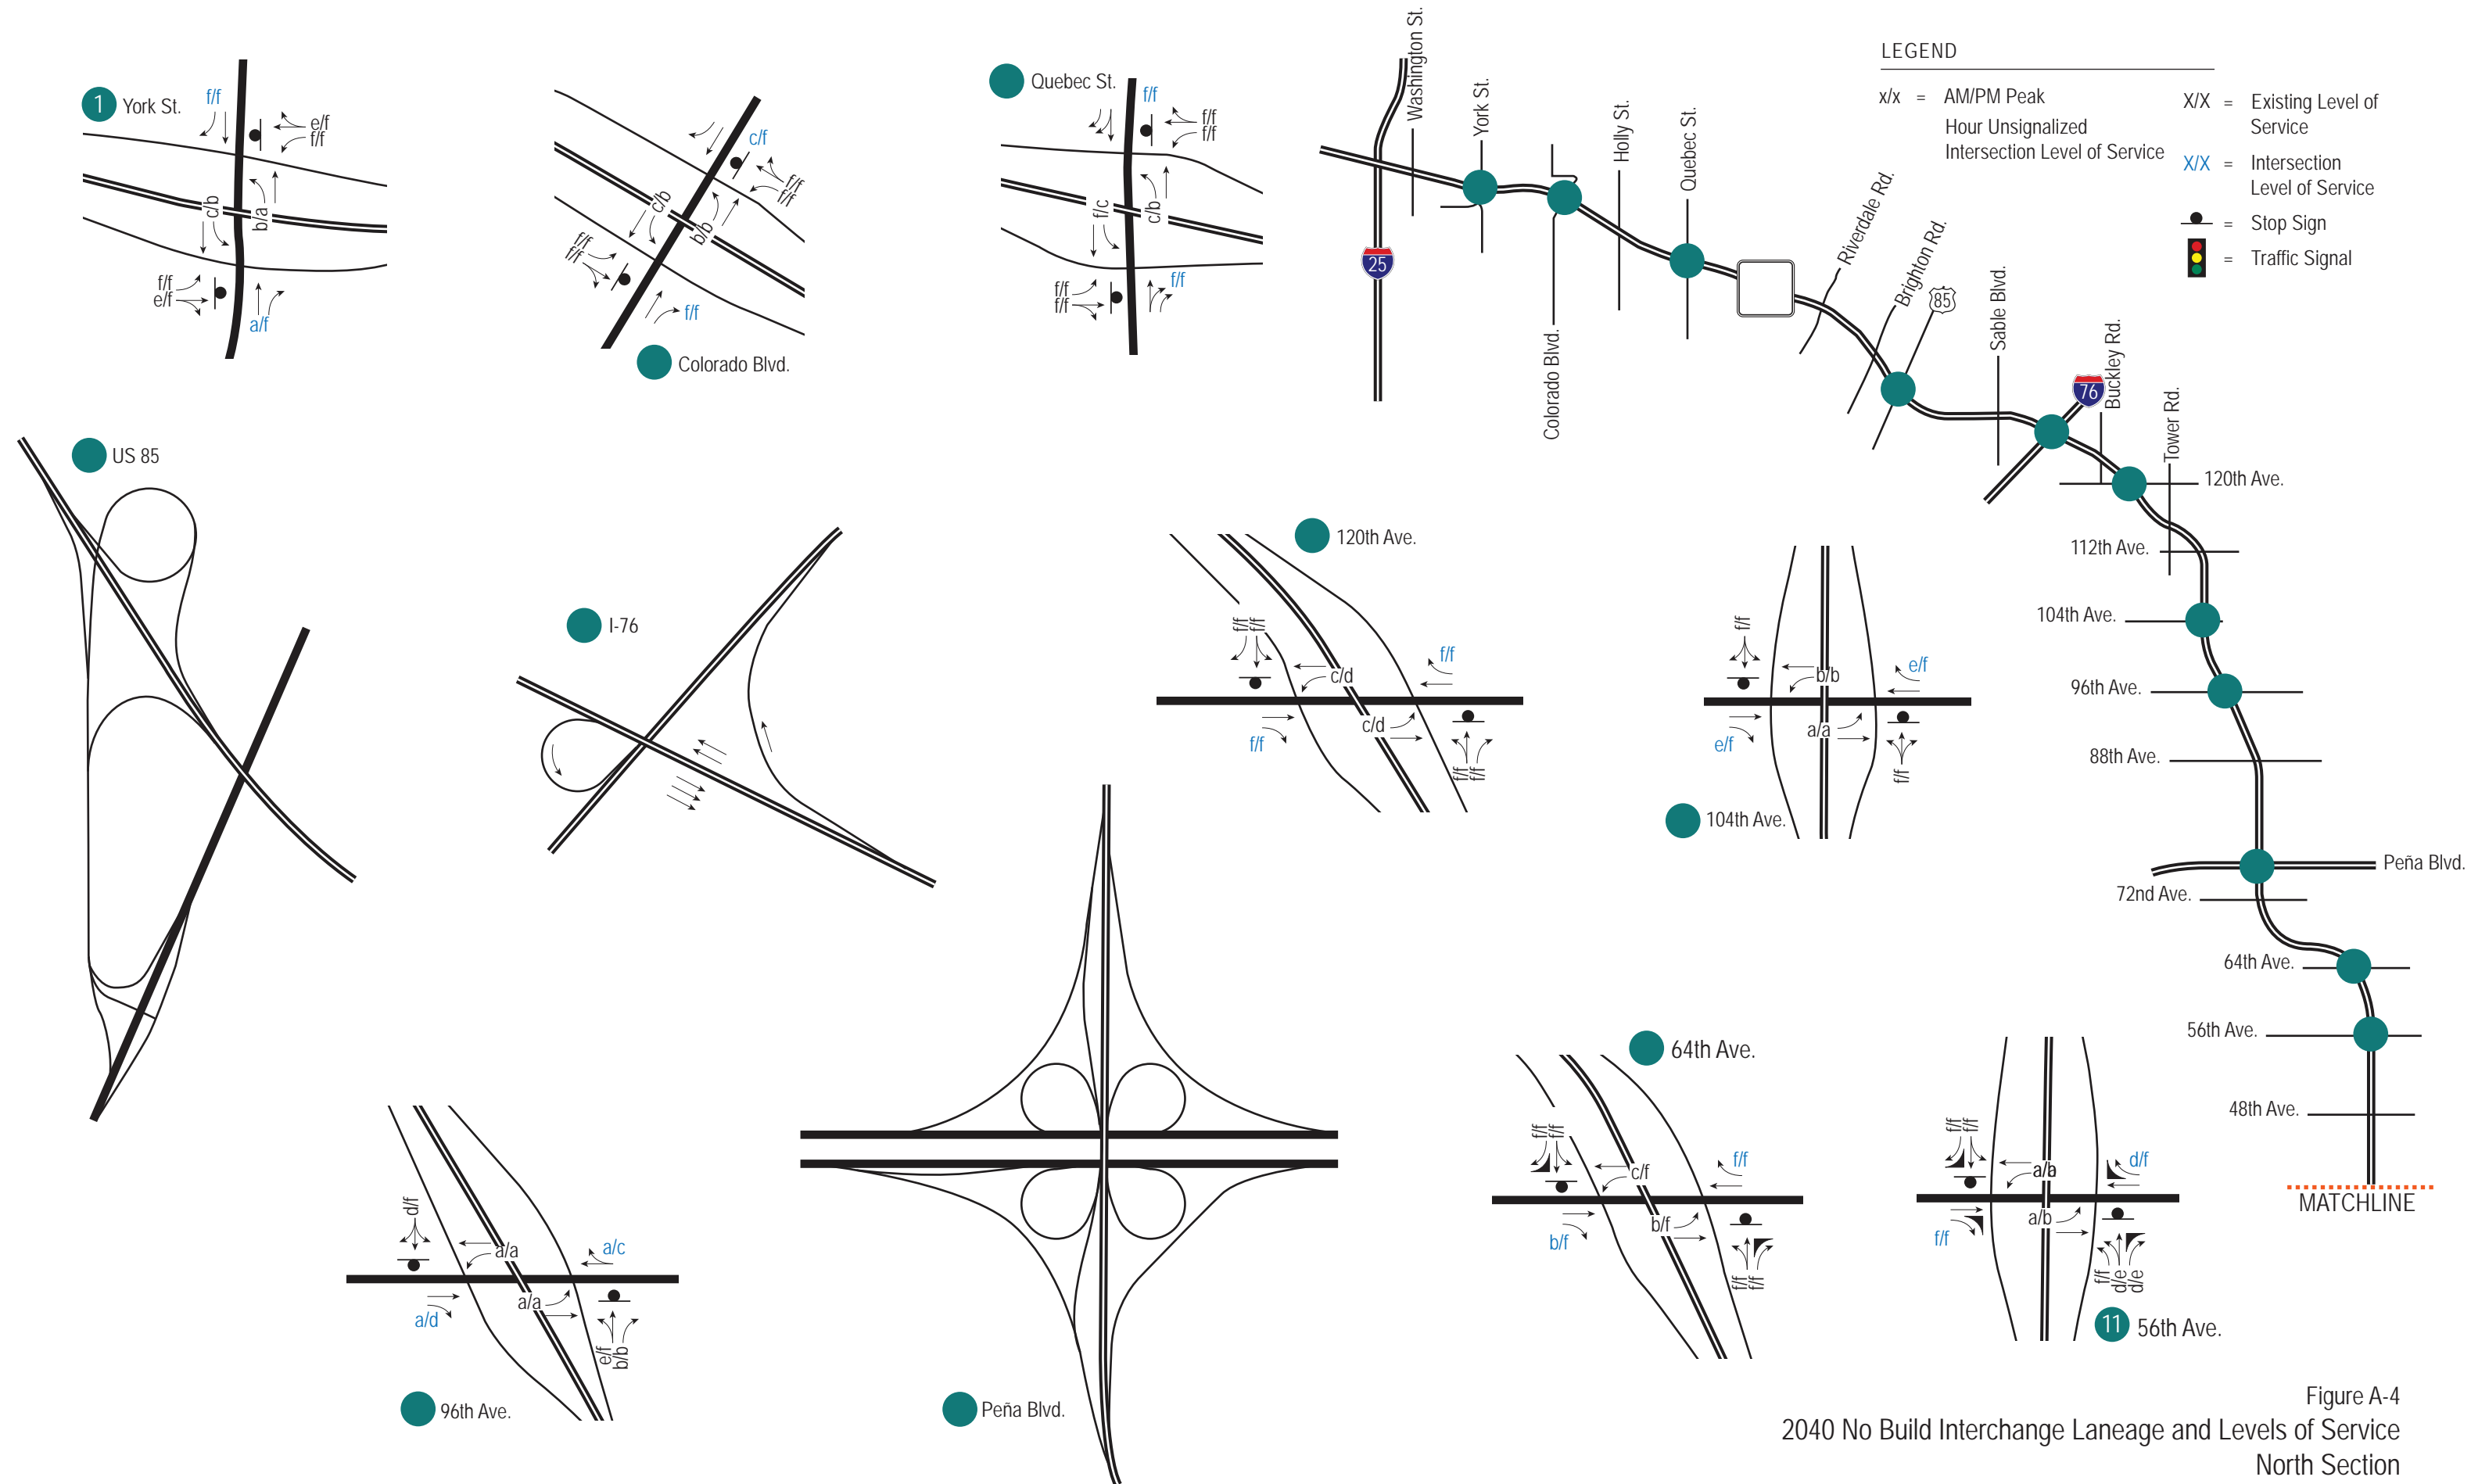 1 York St.
f/f
e/f
f/f
c/b
b/a
f/f
e/f
a/f
c/f
f/f
f/f
c/b
b/b
f/f
f/f
f/f
Colorado Blvd.
Quebec St.
f/f
f/f
f/f
f/c
c/b
f/f
f/f
f/f
Washington St.
York St.
Holly St.
Quebec St.
Colorado Blvd.
25
Riverdale Rd.
Brighton Rd.
85
Sable Blvd.
76
Buckley Rd.
Tower Rd.
120th Ave.
112th Ave.
104th Ave.
96th Ave.
88th Ave.
Peña Blvd.
72nd Ave.
64th Ave.
56th Ave.
48th Ave.
MATCHLINE
LEGEND
x/x = AM/PM Peak
Hour Unsignalized
Intersection Level of Service
X/X = Existing Level of
Service
X/X = Intersection
Level of Service
= Stop Sign
= Traffic Signal
US 85
I-76
120th Ave.
f/f
f/f
c/d
f/f
f/f
c/d
f/f
f/f
f/f
b/b
e/f
e/f
a/a
f/f
104th Ave.
d/f
a/a
a/c
a/d
a/a
e/f
b/b
96th Ave.
Peña Blvd.
64th Ave.
f/f
f/f
c/f
f/f
b/f
b/f
f/f
f/f
f/f
f/f
a/a
d/f
f/f
a/b
f/f
d/e
d/e
11 56th Ave.
Figure A-4
2040 No Build Interchange Laneage and Levels of Service
North Section